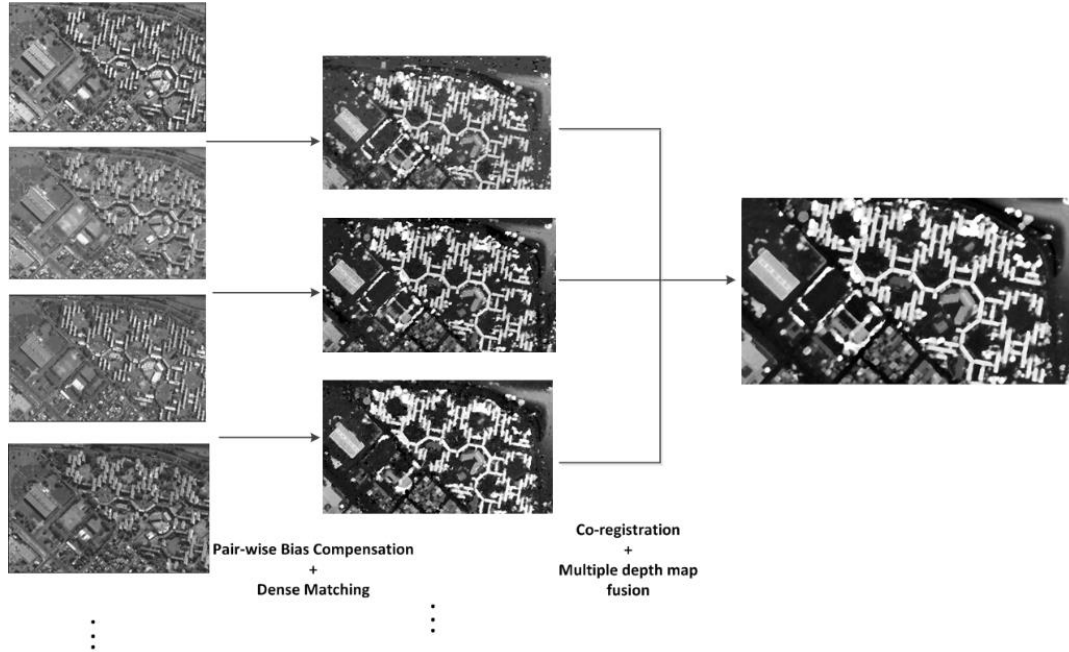 Pair-wise Bias Compensation
+
Dense Matching
Co-registration
+
Multiple depth map
fusion